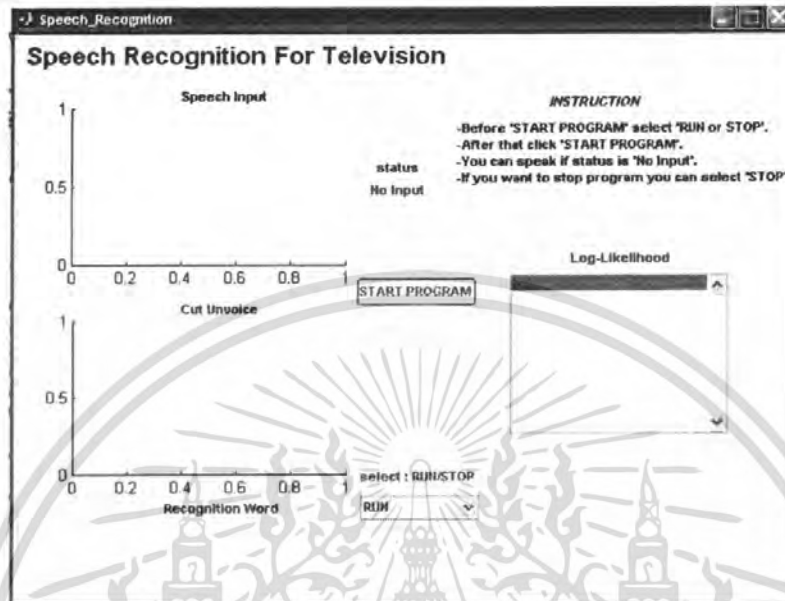 Speech_Recognition
Speech Recognition For Television
Speech Input
1
0.5
0
0 0.2 0.4 0.6 0.8 1
status
No Input
INSTRUCTION
-Before 'START PROGRAM' select 'RUN or STOP'.
-After that click 'START PROGRAM'.
-You can speak if status is 'No Input'.
-If you want to stop program you can select 'STOP'
START PROGRAM
Log-Likelihood
Cut Unvoice
1
0.5
0
0 0.2 0.4 0.6 0.8 1
Recognition Word
select : RUN/STOP
RUN